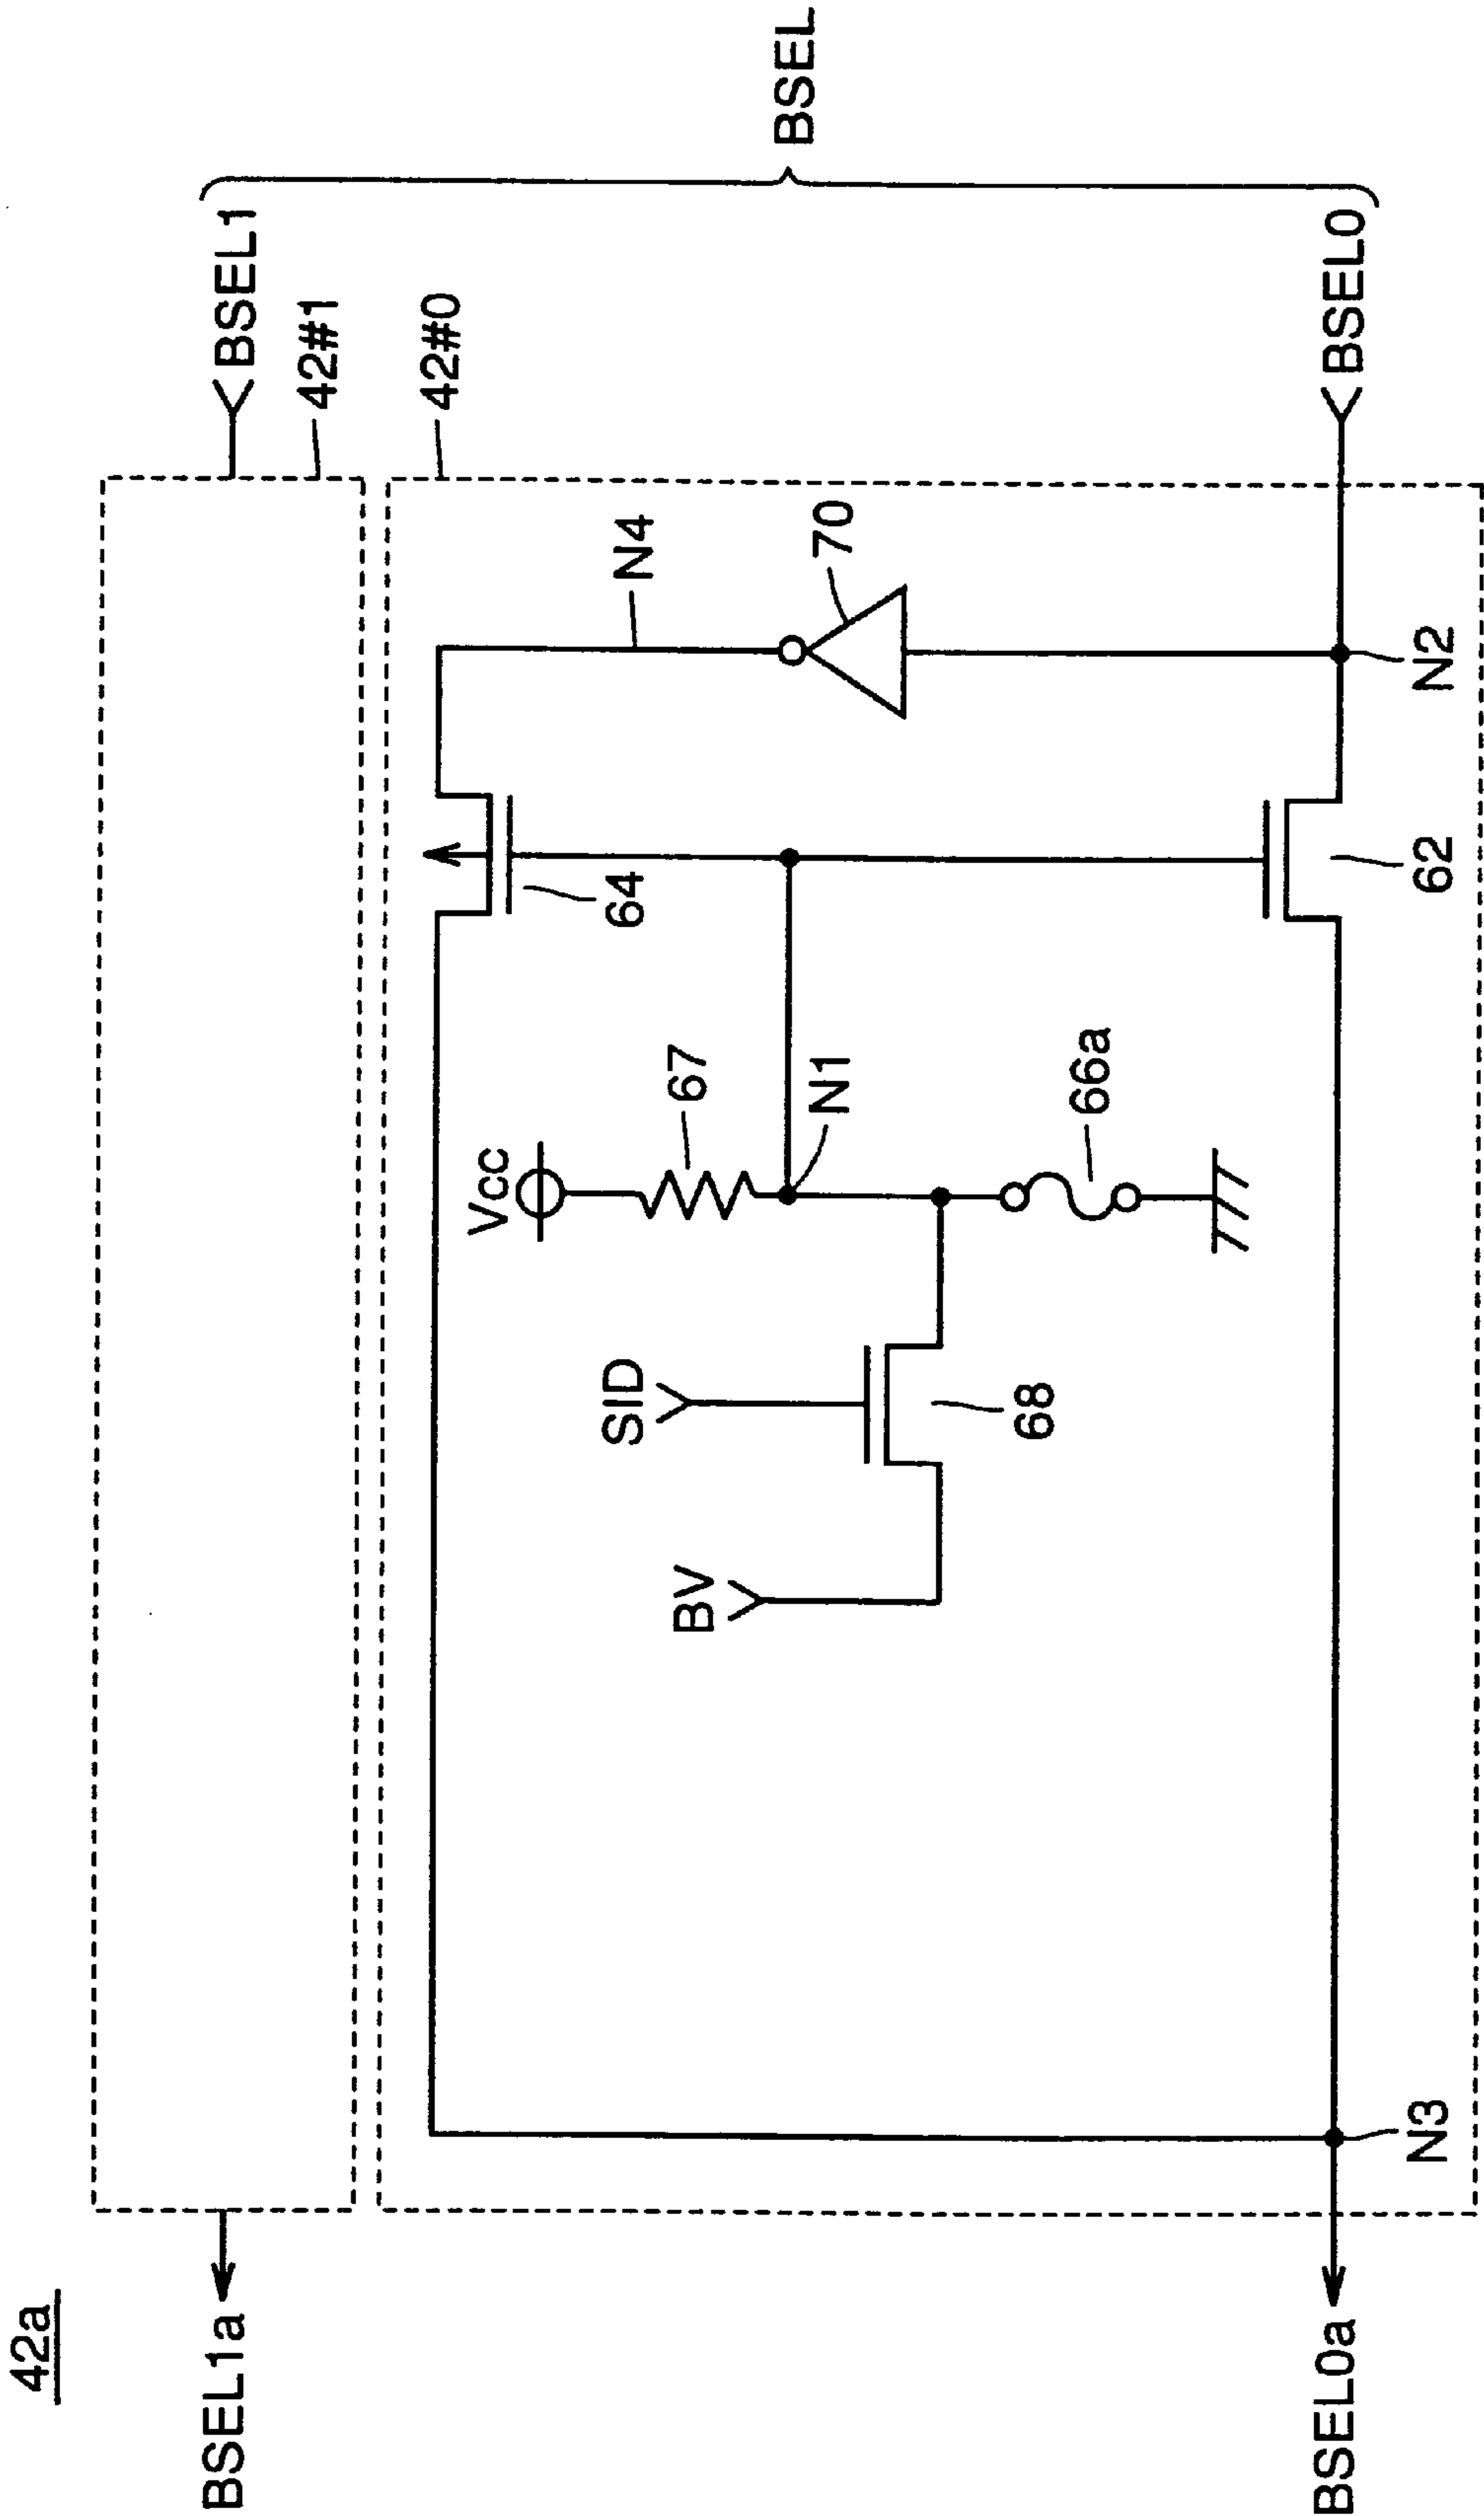 42a
BSEL1a
BSEL1
42#1
42#0
BSEL
N4
64
Vcc
67
SID
BV
70
N1
68
66a
BSEL0a
BSEL0
N3
62
N2